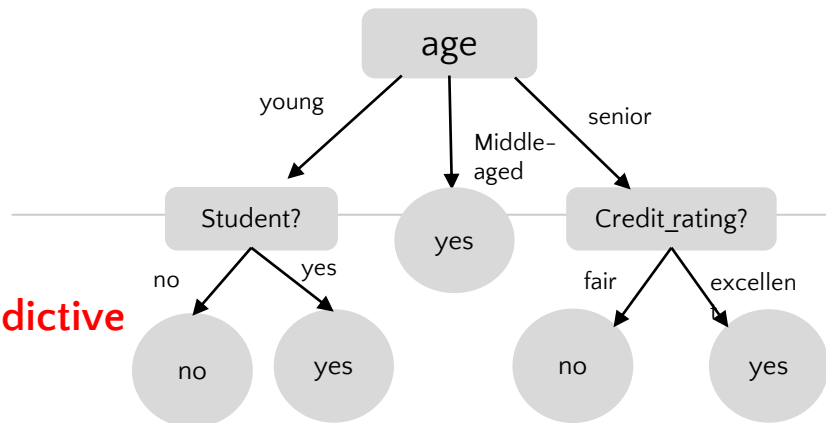 age
young
senior
Middle-
aged
Student?
yes
Credit_rating?
no
yes
fair
excellen
t
dictive
no
yes
no
yes